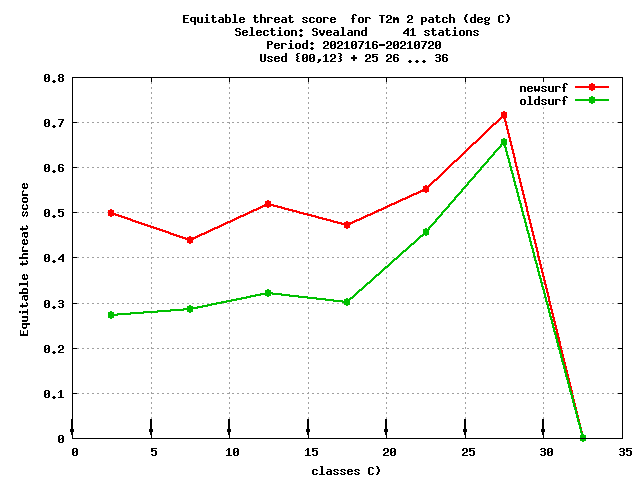 Equitable threat score  for T2m 2 patch (deg C)
Selection: Svealand     41 stations
Period: 20210716-20210720
Used {00,12} + 25 26 ... 36
newsurf
oldsurf
0.8
0.7
0.6
0.5
0.4
0.3
0.2
0.1
0
Equitable threat score
0 5 10 15 20 25 30 35
classes C)